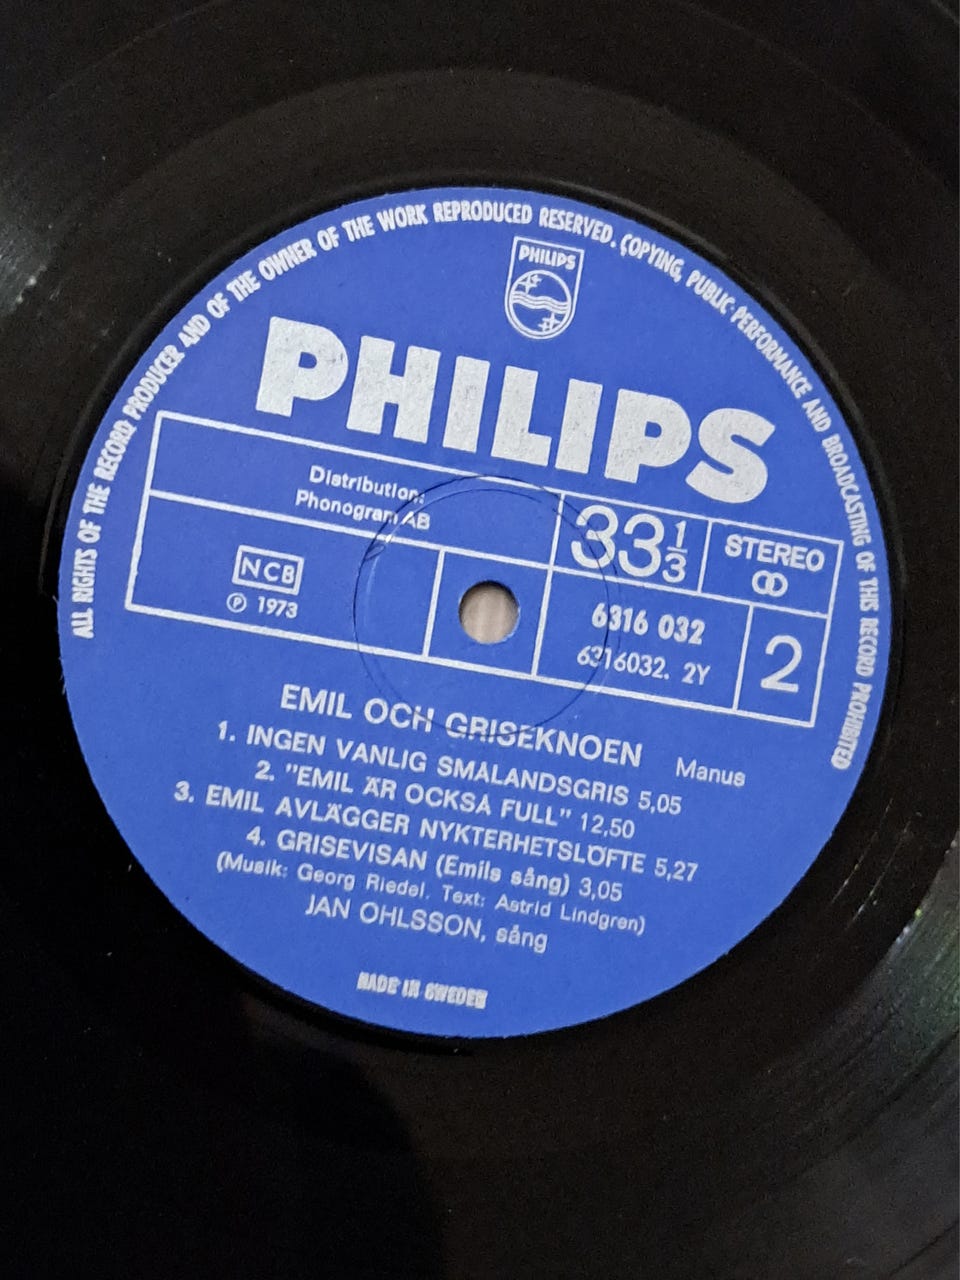 ALL RIGHTS OF THE RECORD PRODUCER AND OF THE OWNER OF THE WORK REPRODUCED RESERVED. COPYING, PUBLIC PERFORMANCE AND BROADCASTING OF THIS RECORD PROHIBITED
PHILIPS
PHILIPS
Distribution:
Phonogram AB
33 1/3
STEREO
NCB
℗ 1973
6316 032
6316032. 2Y
2
EMIL OCH GRISEKNOEN Manus
1. INGEN VANLIG SMALANDSGRIS 5,05
2. "EMIL ÄR OCKSA FULL" 12,50
3. EMIL AVLÄGGER NYKTERHETSLÖFTE 5,27
4. GRISEVISAN (Emils sång) 3,05
(Musik: Georg Riedel. Text: Astrid Lindgren)
JAN OHLSSON, sång
MADE IN SWEDEN